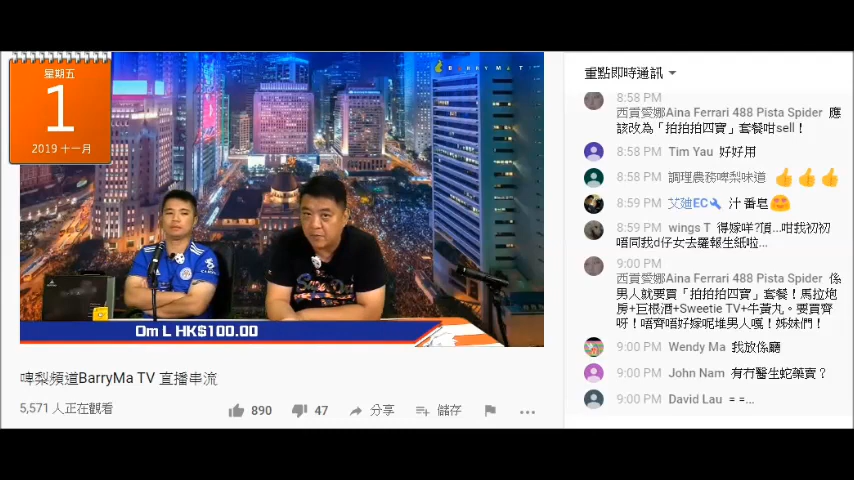 星期五
1
2019 十一月
BARRYMAT
Om L HK$100.00
啤梨頻道BarryMa TV 直播串流
5,571 人正在觀看
890
47
分享
儲存
重點即時通訊
8:58 PM
西貢愛娜Aina Ferrari 488 Pista Spider 應
該改為「拍拍拍四寶」套餐咁sell！
8:58 PM Tim Yau 好好用
8:58 PM 調理農務啤梨味道 👍👍👍
8:59 PM 艾迪EC 汁 番皂😍
8:59 PM wings T 得嫁咩?頂...咁我初初
唔同我d仔女去羅報生紙啦...
9:00 PM
西貢愛娜Aina Ferrari 488 Pista Spider 係
男人就要買「拍拍拍四寶」套餐！馬拉炮
房+巨根酒+Sweetie TV+牛黃丸。要買齊
呀！唔齊唔好嫁呢堆男人嘎！姊妹們！
9:00 PM Wendy Ma 我放係廳
9:00 PM John Nam 有冇醫生蛇藥賣？
9:00 PM David Lau = =...